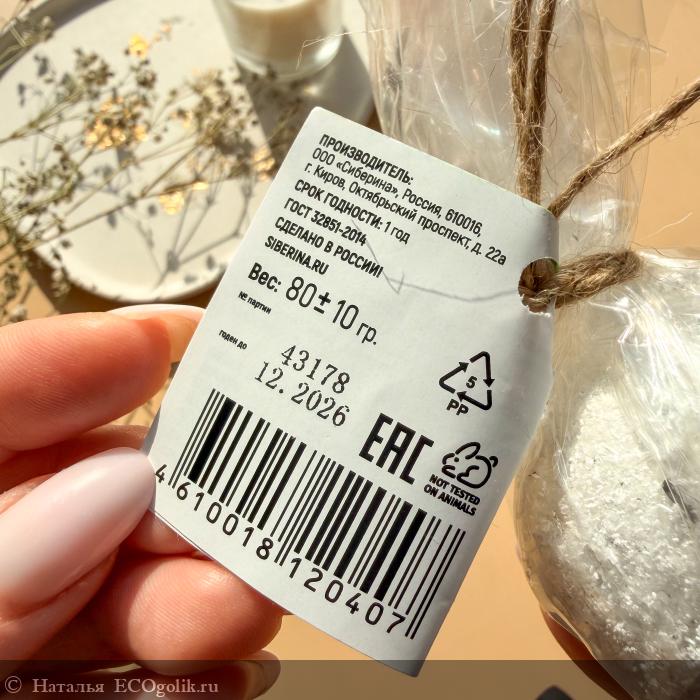 ПРОИЗВОДИТЕЛЬ:
ООО «Сиберина», Россия, 610016,
г. Киров, Октябрьский проспект, д. 22а
СРОК ГОДНОСТИ: 1 год
ГОСТ 32851-2014
СДЕЛАНО В РОССИИ!
SIBERINA.RU
Вес: 80±10 гр.
№ партии
43178
годен до
12.2026
5
PP
EAC
NOT TESTED
ON ANIMALS
4 610018 120407
© Наталья ECOgolik.ru